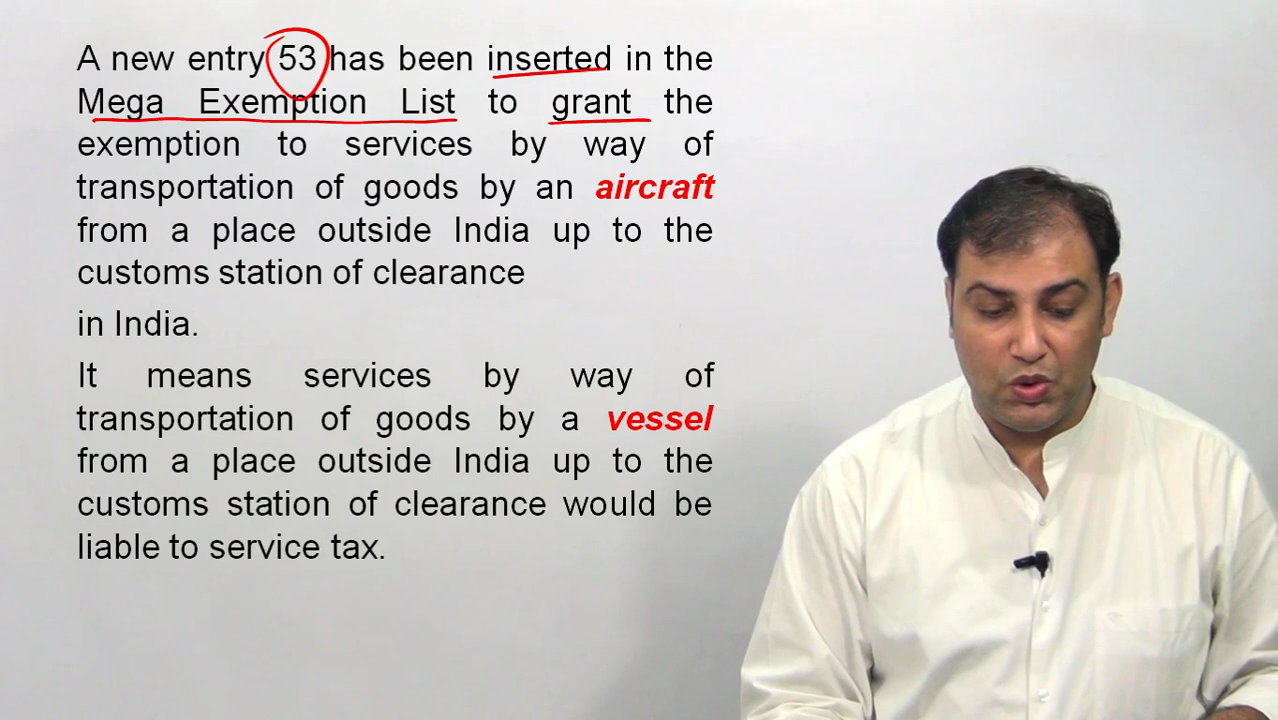 A new entry 53 has been inserted in the
Mega Exemption List to grant the
exemption to services by way of
transportation of goods by an aircraft
from a place outside India up to the
customs station of clearance
in India.
It means services by way of
transportation of goods by a vessel
from a place outside India up to the
customs station of clearance would be
liable to service tax.